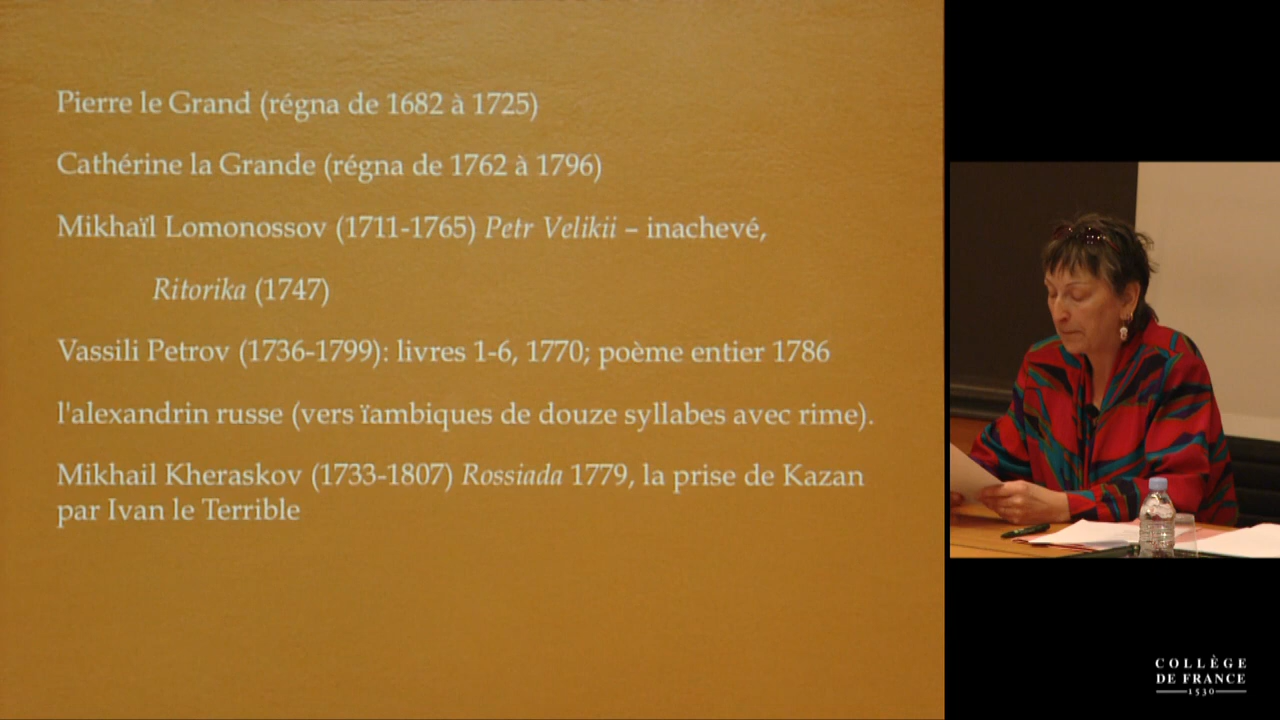 Pierre le Grand (régna de 1682 à 1725)
Cathérine la Grande (régna de 1762 à 1796)
Mikhaïl Lomonossov (1711-1765) Petr Velikii – inachevé,
Ritorika (1747)
Vassili Petrov (1736-1799): livres 1-6, 1770; poème entier 1786
l'alexandrin russe (vers ïambiques de douze syllabes avec rime).
Mikhail Kheraskov (1733-1807) Rossiada 1779, la prise de Kazan
par Ivan le Terrible
COLLÈGE
DE FRANCE
1530